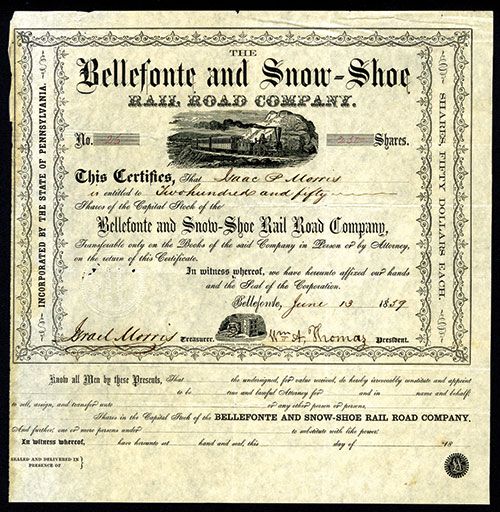 THE
Bellefonte and Snow-Shoe
RAIL ROAD COMPANY.
No. 25 250 Shares.
This Certifies, That Isaac P Morris
is entitled to Two hundred and fifty
Shares of the Capital Stock of the
Bellefonte and Snow-Shoe Rail Road Company,
Transferable only on the Books of the said Company in Person or by Attorney,
on the return of this Certificate.
In witness whereof, we have hereunto affixed our hands
and the Seal of the Corporation.
Bellefonte, June 13 1859
Israel Morris Treasurer. Wm A. Thomas President.
INCORPORATED BY THE STATE OF PENNSYLVANIA.
SHARES, FIFTY DOLLARS EACH.
Know all Men by these Presents, That the undersigned, for value received, do hereby irrevocably constitute and appoint
to be true and lawful Attorney for and in name and behalf:
to sell, assign, and transfer unto or any other person or persons,
Shares in the Capital Stock of the BELLEFONTE AND SNOW-SHOE RAIL ROAD COMPANY.
And further, one or more persons under to substitute with like power.
In witness whereof, have hereunto set hand and seal, this day of 18
SEALED AND DELIVERED IN
PRESENCE OF